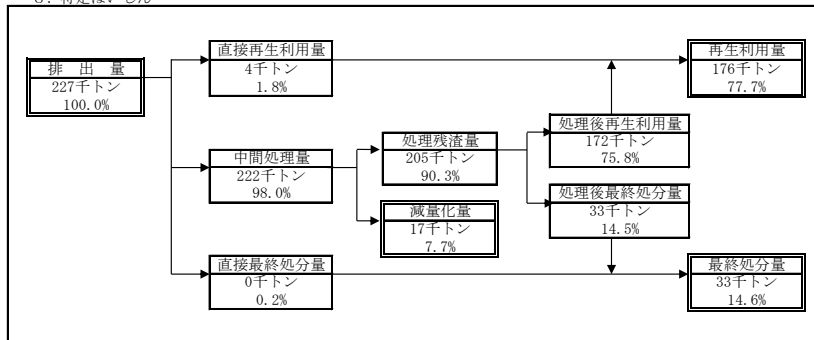 直接再生利用量
4千トン
1.8%
再生利用量
176千トン
77.7%
排　出　量
227千トン
100.0%
処理後再生利用量
172千トン
75.8%
処理残渣量
205千トン
90.3%
中間処理量
222千トン
98.0%
処理後最終処分量
33千トン
14.5%
減量化量
17千トン
7.7%
直接最終処分量
0千トン
0.2%
最終処分量
33千トン
14.6%